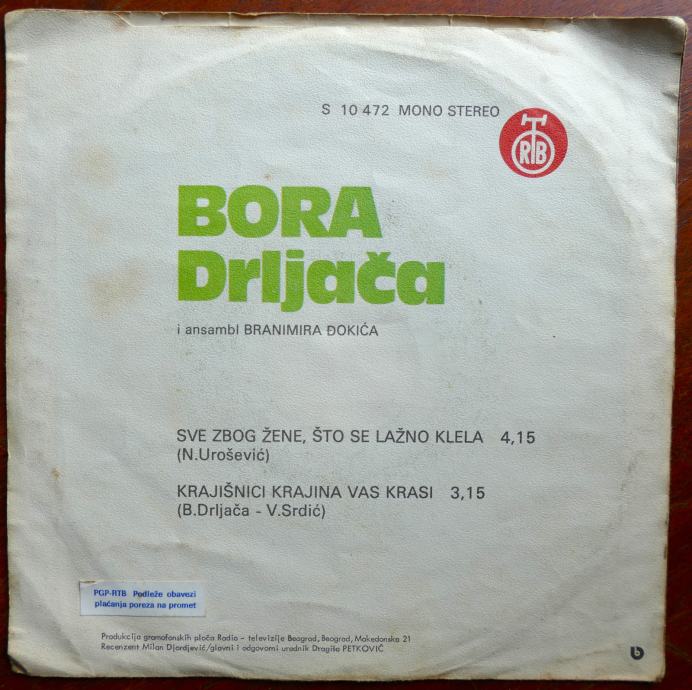 S 10 472 MONO STEREO
RTB
BORA
Drljača
i ansambl BRANIMIRA ĐOKIĆA
SVE ZBOG ŽENE, ŠTO SE LAŽNO KLELA 4,15
(N.Urošević)
KRAJIŠNICI KRAJINA VAS KRASI 3,15
(B.Drljača - V.Srdić)
PGP-RTB Podleže obavezi
plaćanja poreza na promet
Produkcija gramofonskih ploča Radio - televizije Beograd, Beograd, Makedonska 21
Recenzent Milan Djordjević/glavni i odgovorni urednik Dragiša PETKOVIĆ
b